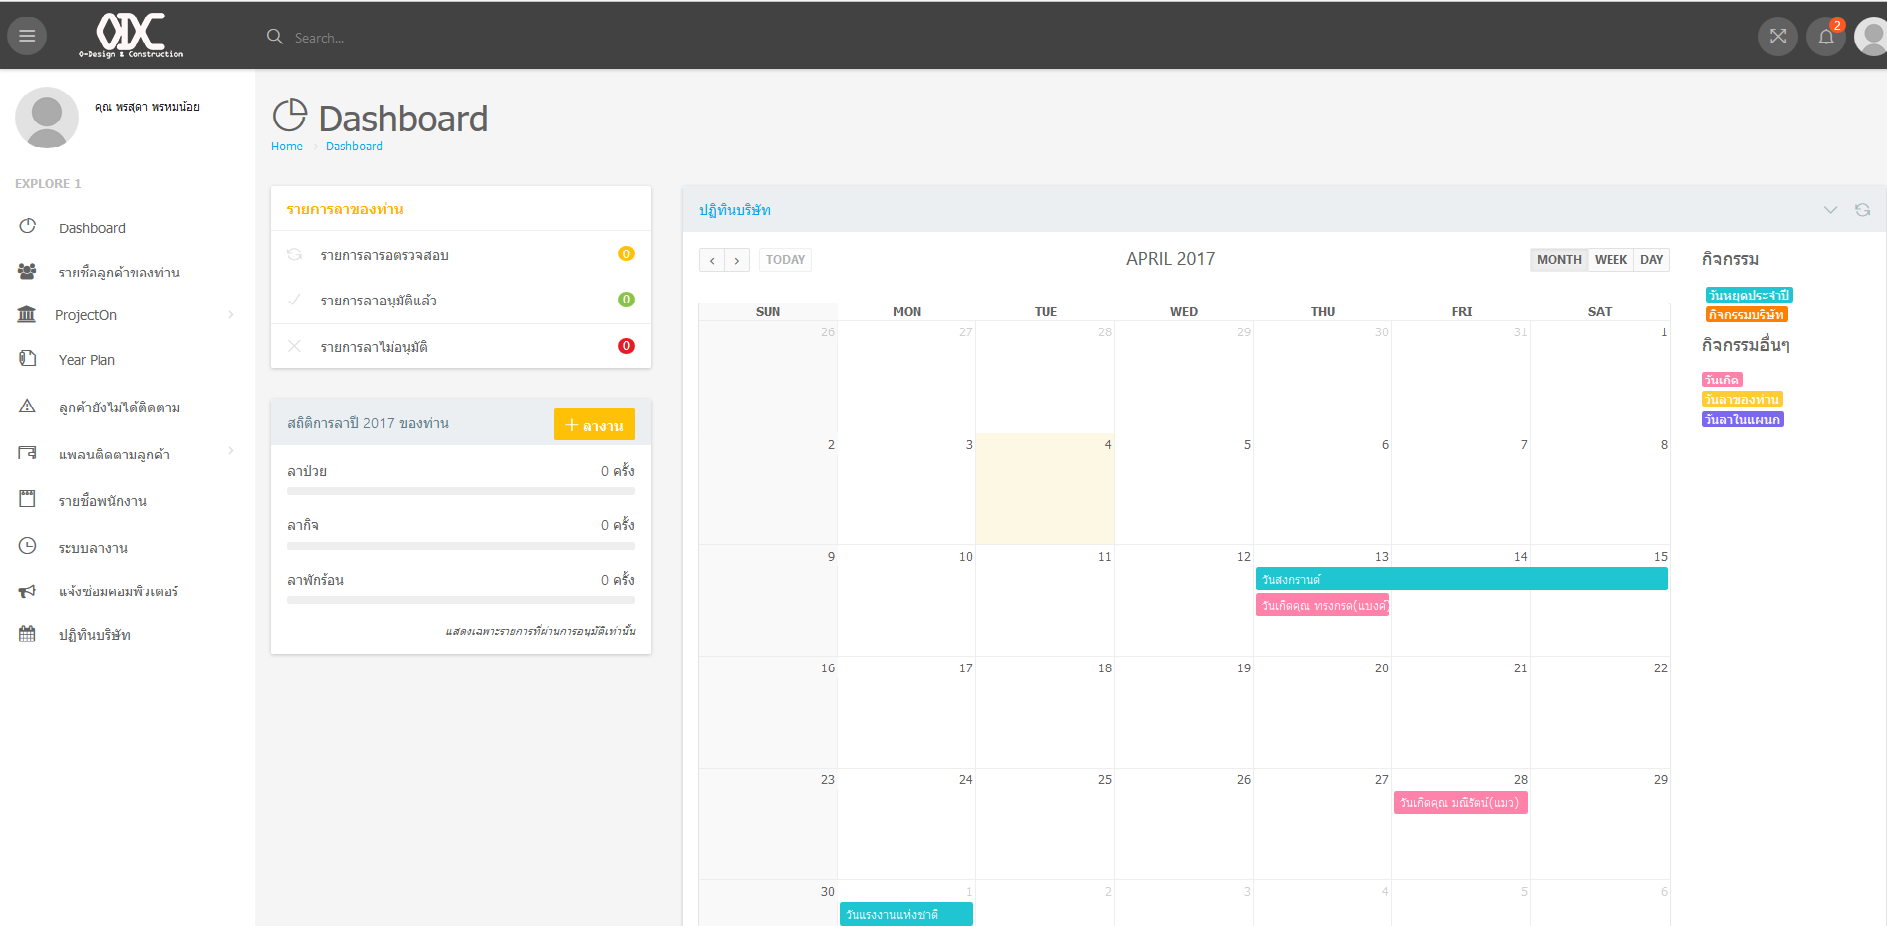 ODC
O-Design & Construction
Search...
2
คุณ พรสุดา พรหมน้อย
EXPLORE 1
Dashboard
รายชื่อลูกค้าของท่าน
ProjectOn
Year Plan
ลูกค้ายังไม่ได้ติดตาม
แพลนติดตามลูกค้า
รายชื่อพนักงาน
ระบบลางาน
แจ้งซ่อมคอมพิวเตอร์
ปฏิทินบริษัท
Dashboard
Home > Dashboard
รายการลาของท่าน
รายการลารอตรวจสอบ 0
รายการลาอนุมัติแล้ว 0
รายการลาไม่อนุมัติ 0
สถิติการลาปี 2017 ของท่าน
+ ลางาน
ลาป่วย 0 ครั้ง
ลากิจ 0 ครั้ง
ลาพักร้อน 0 ครั้ง
แสดงเฉพาะรายการที่ผ่านการอนุมัติเท่านั้น
ปฏิทินบริษัท
‹ › TODAY
APRIL 2017
MONTH WEEK DAY
SUN MON TUE WED THU FRI SAT
26 27 28 29 30 31 1
2 3 4 5 6 7 8
9 10 11 12 13 14 15
วันสงกรานต์
วันเกิดคุณ ทรงกรด(แบงค์)
16 17 18 19 20 21 22
23 24 25 26 27 28 29
วันเกิดคุณ มณีรัตน์(แมว)
30 1 2 3 4 5 6
วันแรงงานแห่งชาติ
กิจกรรม
วันหยุดประจำปี
กิจกรรมบริษัท
กิจกรรมอื่นๆ
วันเกิด
วันลาของท่าน
วันลาในแผนก